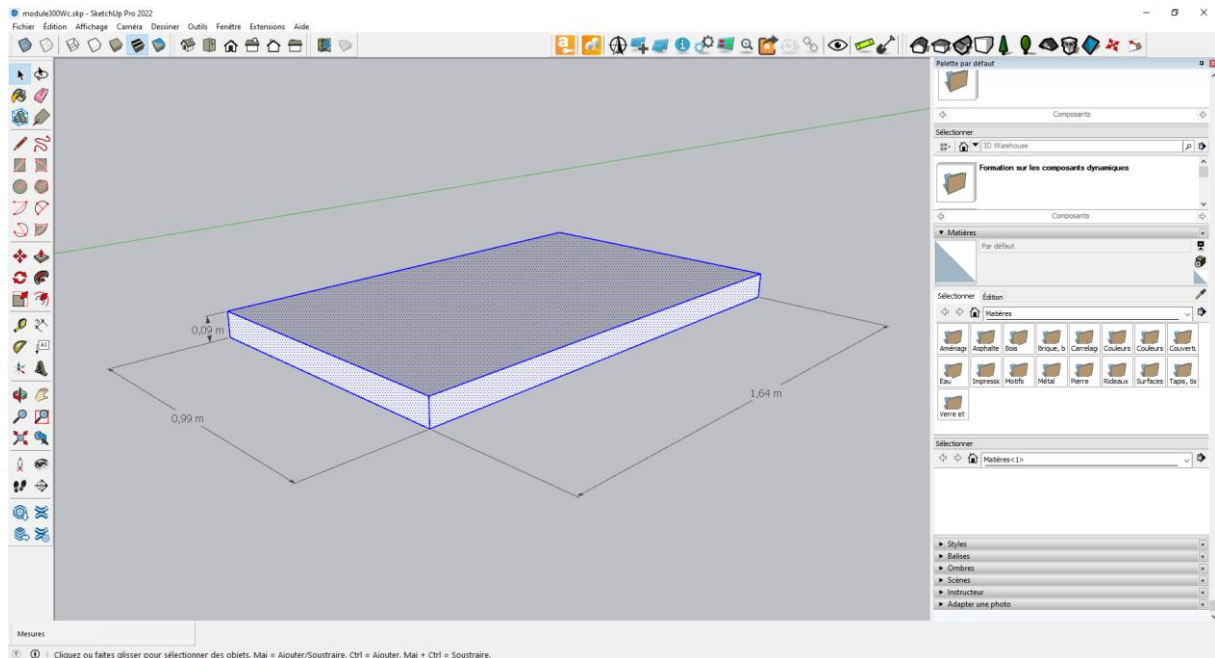 module300Wc.skp - SketchUp Pro 2022
Fichier Édition Affichage Caméra Dessiner Outils Fenêtre Extensions Aide
Palette par défaut
Composants
Sélectionner
3D Warehouse
Formation sur les composants dynamiques
Composants
Matières
Par défaut
Sélectionner Édition
Matières
Aménage Asphalte Bois Brique, b Carrelag Couleurs Couleurs Couvert.
Eau Impressic Motifs Métal Pierre Rideaux Surfaces Tapis, tis
Verre et
Sélectionner
Matières<1>
Styles
Balises
Ombres
Scènes
Instructeur
Adapter une photo
0,09 m
0,99 m
1,64 m
Mesures
Cliquez ou faites glisser pour sélectionner des objets. Maj = Ajouter/Soustraire. Ctrl = Ajouter. Maj + Ctrl = Soustraire.